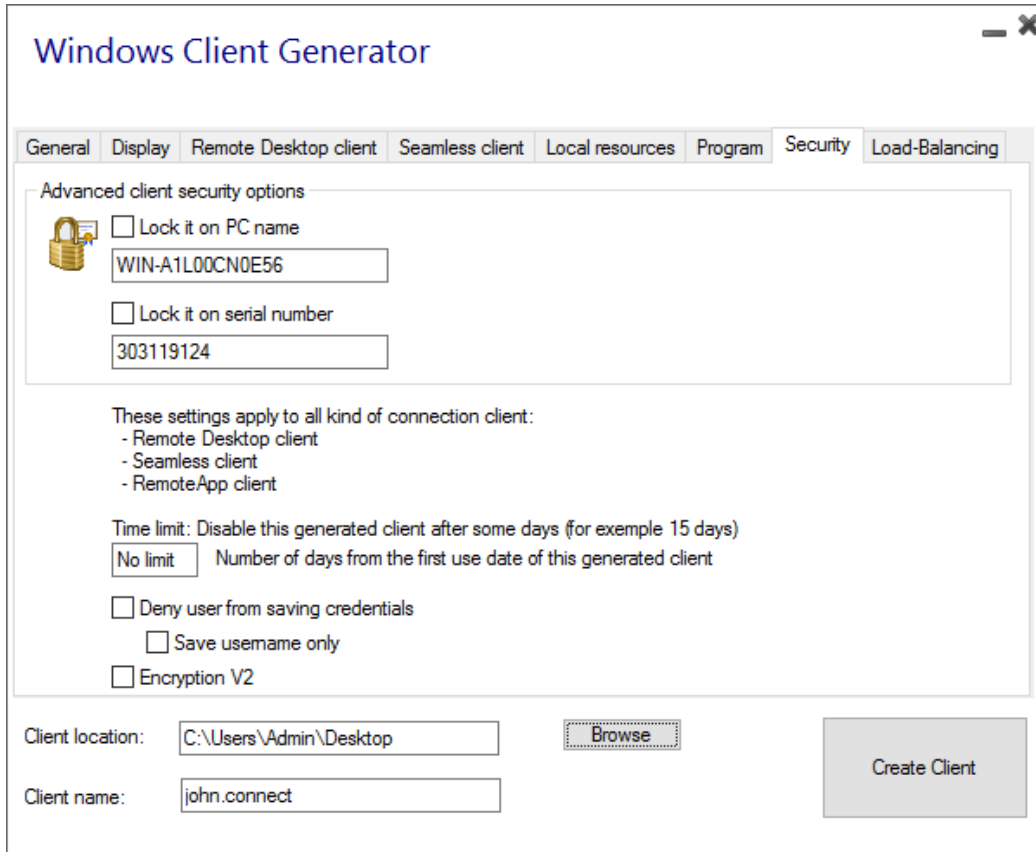 Windows Client Generator
General Display Remote Desktop client Seamless client Local resources Program Security Load-Balancing
Advanced client security options
Lock it on PC name
WIN-A1L00CN0E56
Lock it on serial number
303119124
These settings apply to all kind of connection client:
- Remote Desktop client
- Seamless client
- RemoteApp client
Time limit: Disable this generated client after some days (for exemple 15 days)
No limit Number of days from the first use date of this generated client
Deny user from saving credentials
Save username only
Encryption V2
Client location: C:\Users\Admin\Desktop Browse
Create Client
Client name: john.connect